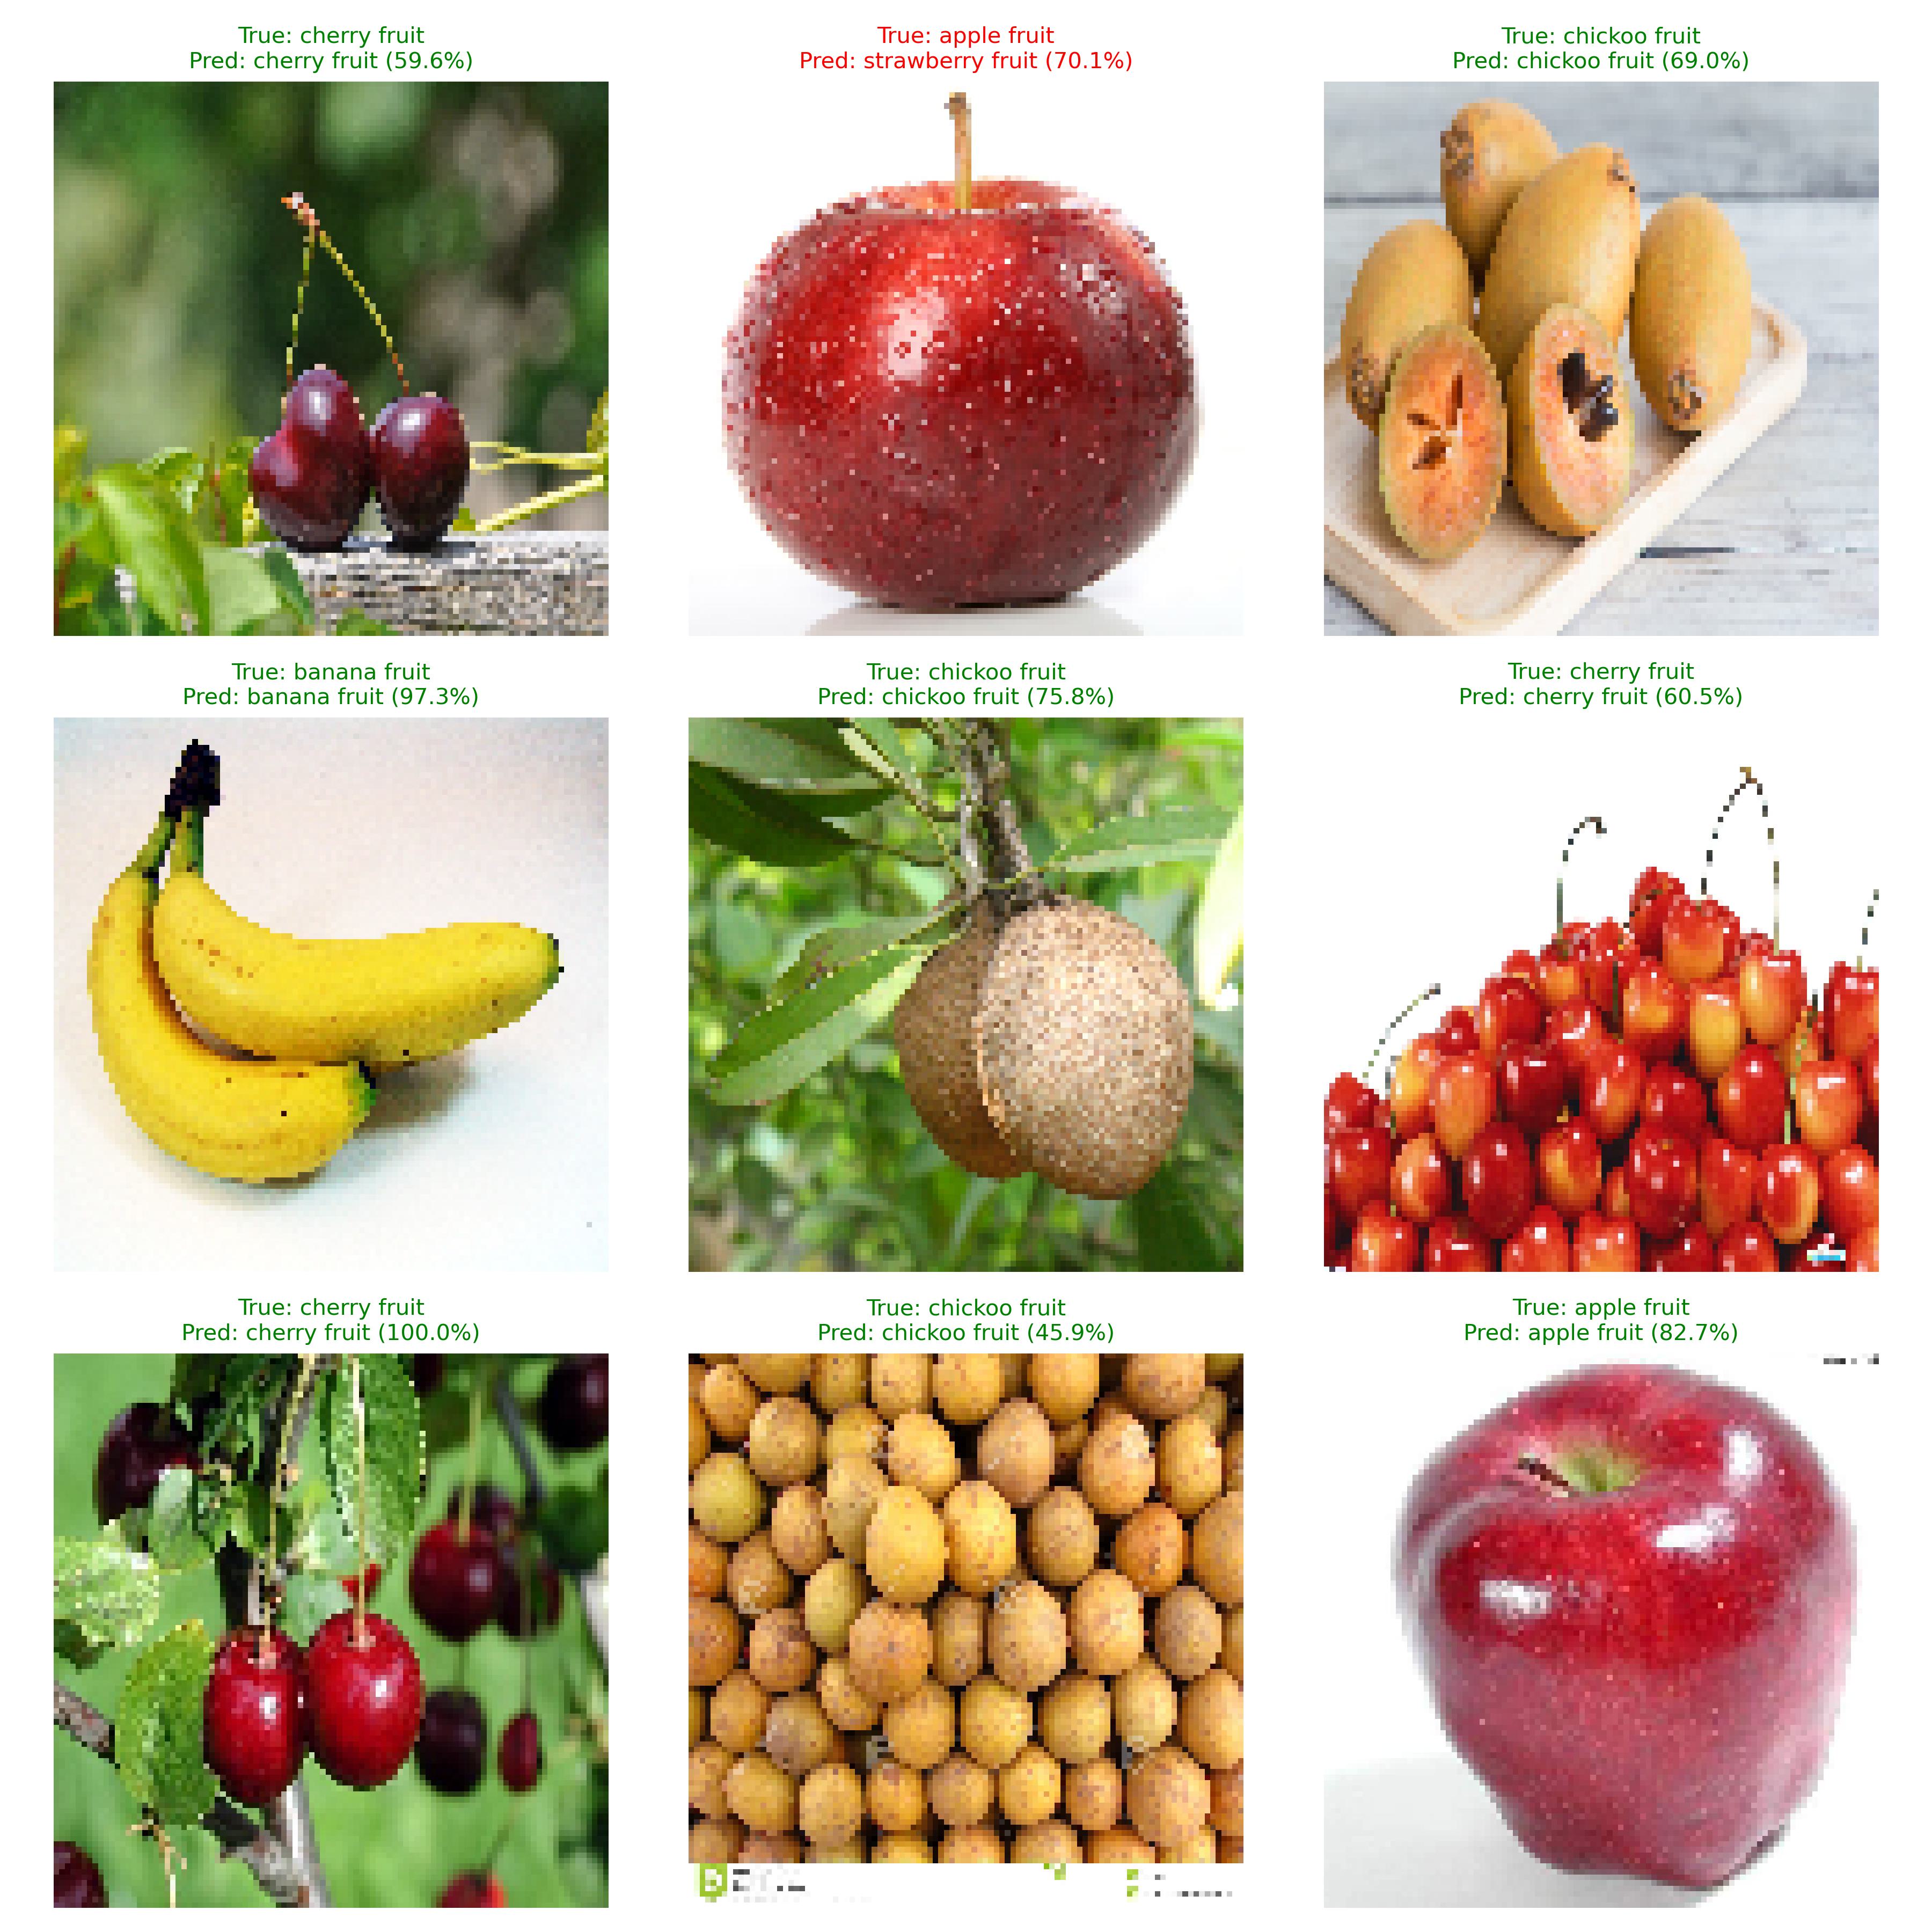 True: cherry fruit
Pred: cherry fruit (59.6%)
True: apple fruit
Pred: strawberry fruit (70.1%)
True: chickoo fruit
Pred: chickoo fruit (69.0%)
True: banana fruit
Pred: banana fruit (97.3%)
True: chickoo fruit
Pred: chickoo fruit (75.8%)
True: cherry fruit
Pred: cherry fruit (60.5%)
True: cherry fruit
Pred: cherry fruit (100.0%)
True: chickoo fruit
Pred: chickoo fruit (45.9%)
True: apple fruit
Pred: apple fruit (82.7%)